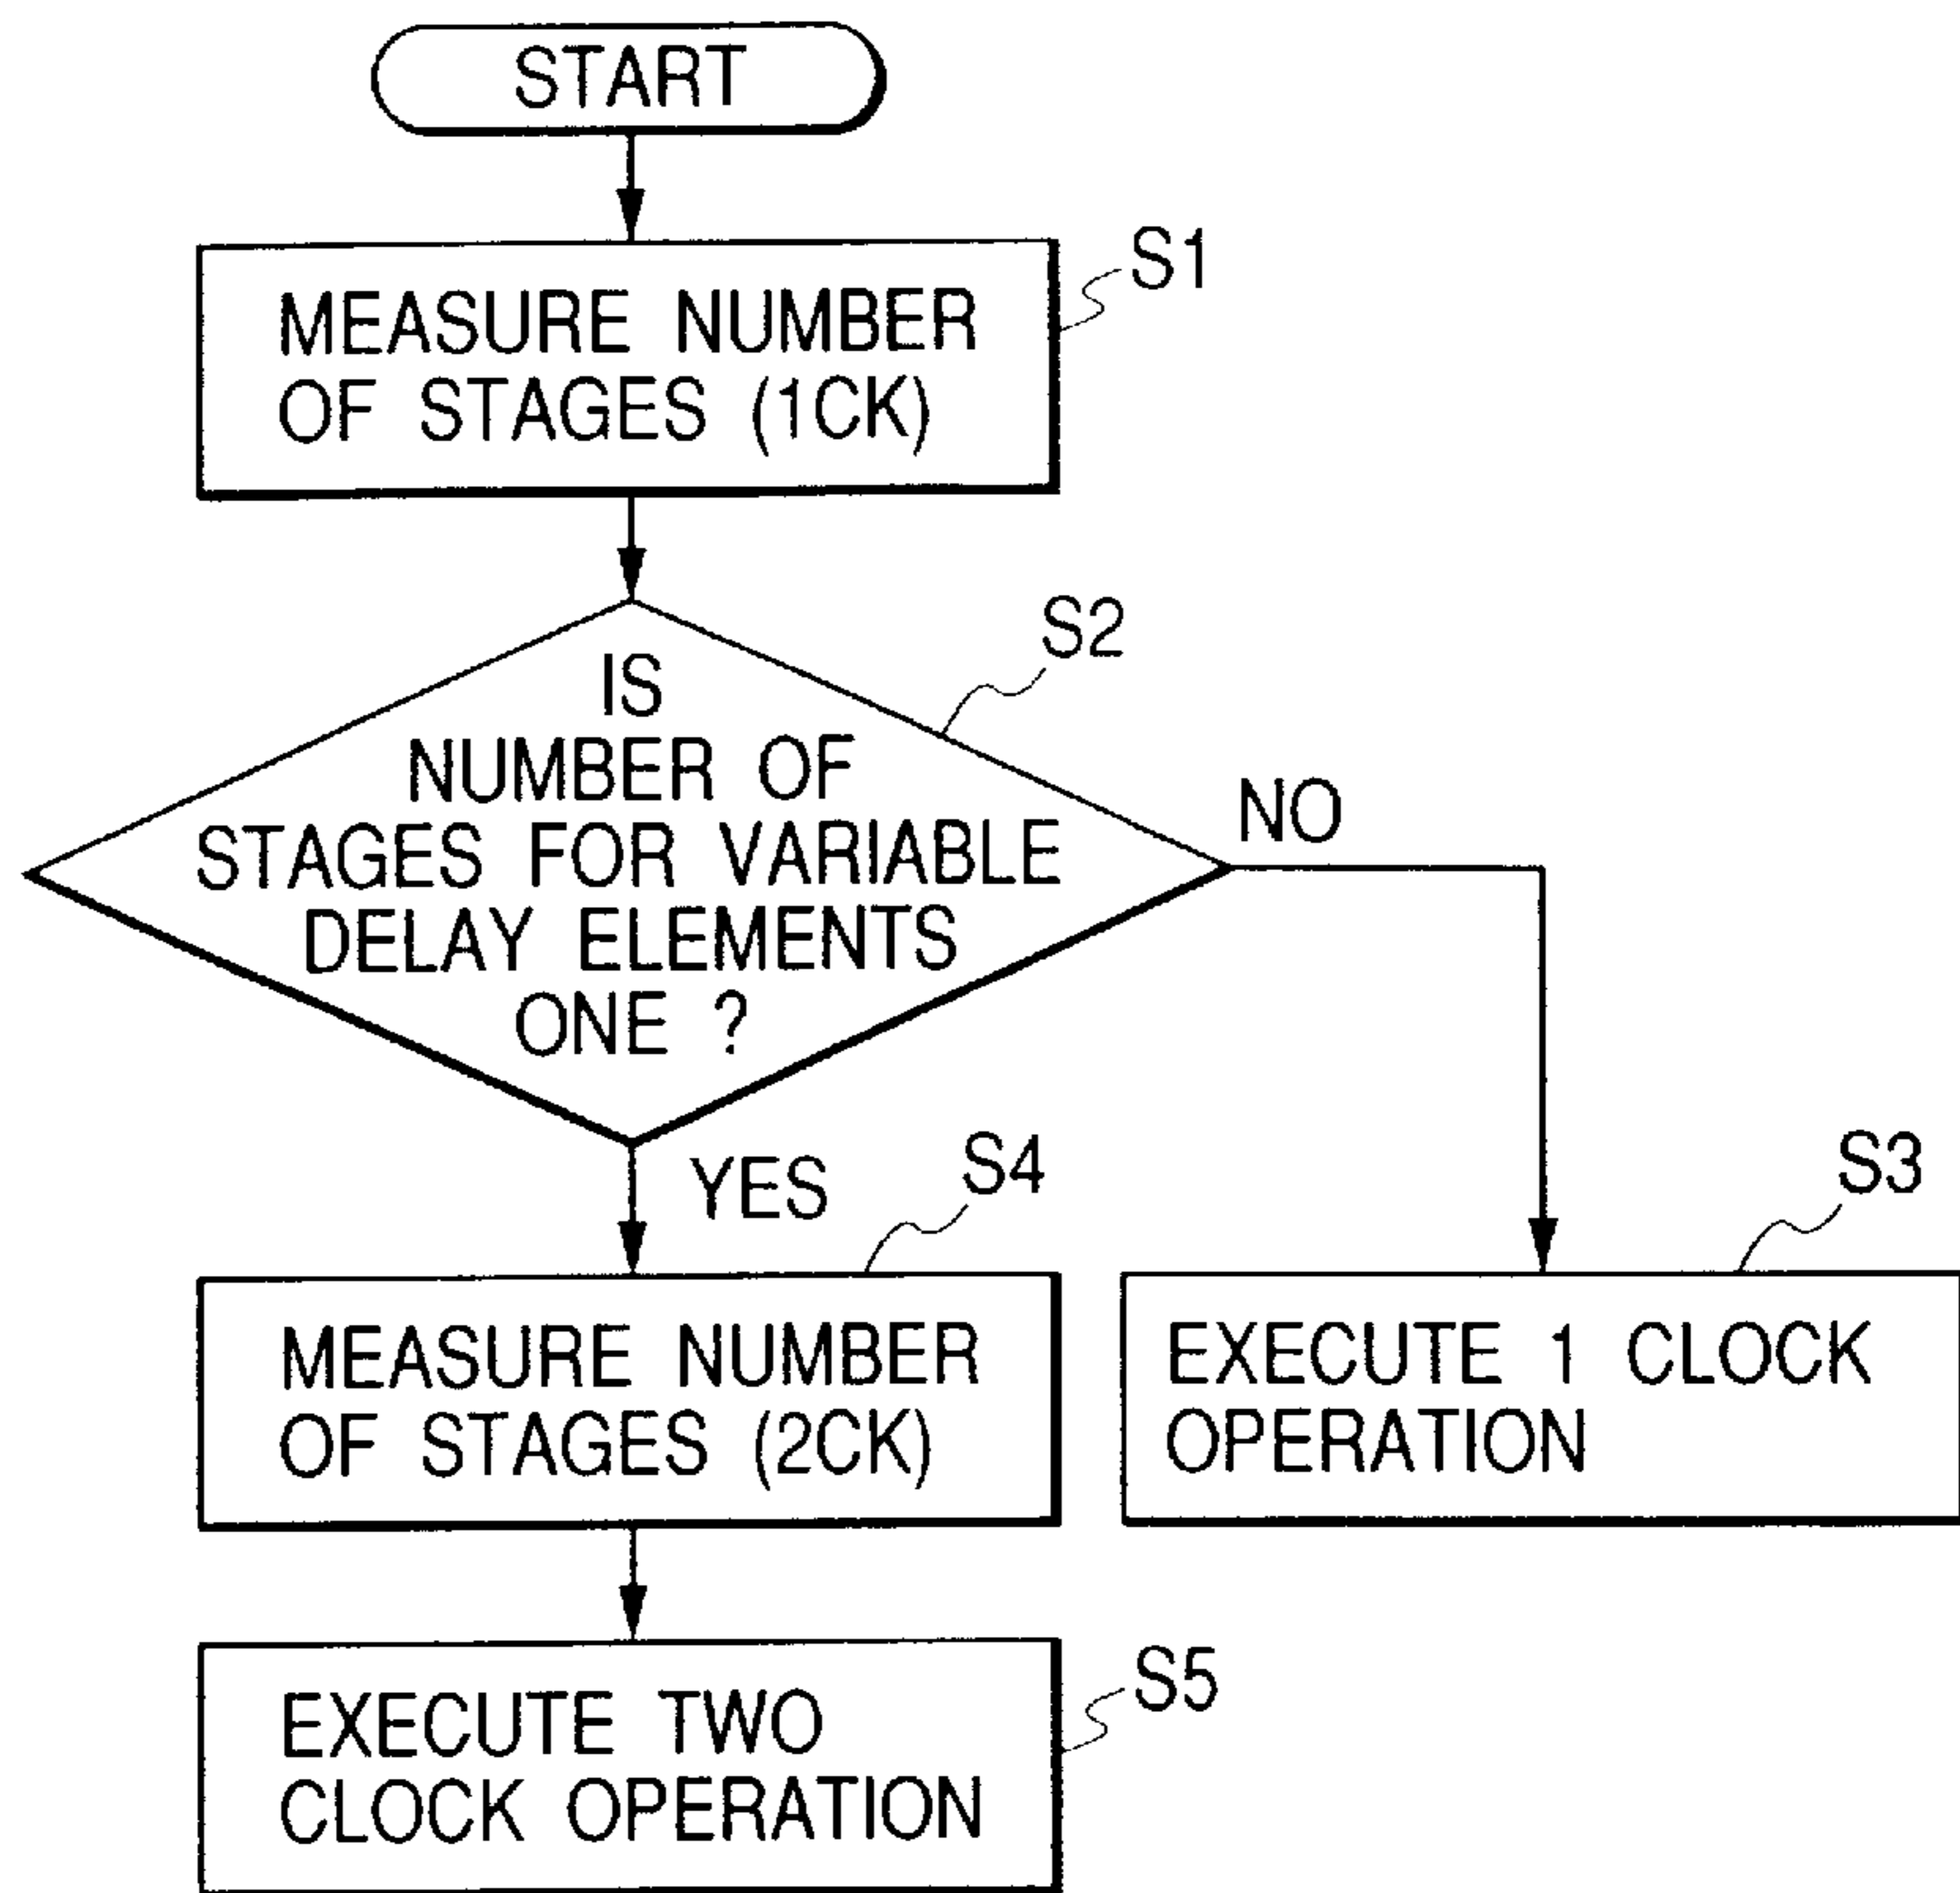 START
S1
MEASURE NUMBER
OF STAGES (1CK)
S2
IS
NUMBER OF
STAGES FOR VARIABLE
DELAY ELEMENTS
ONE ?
NO
YES
S4
MEASURE NUMBER
OF STAGES (2CK)
S3
EXECUTE 1 CLOCK
OPERATION
S5
EXECUTE TWO
CLOCK OPERATION